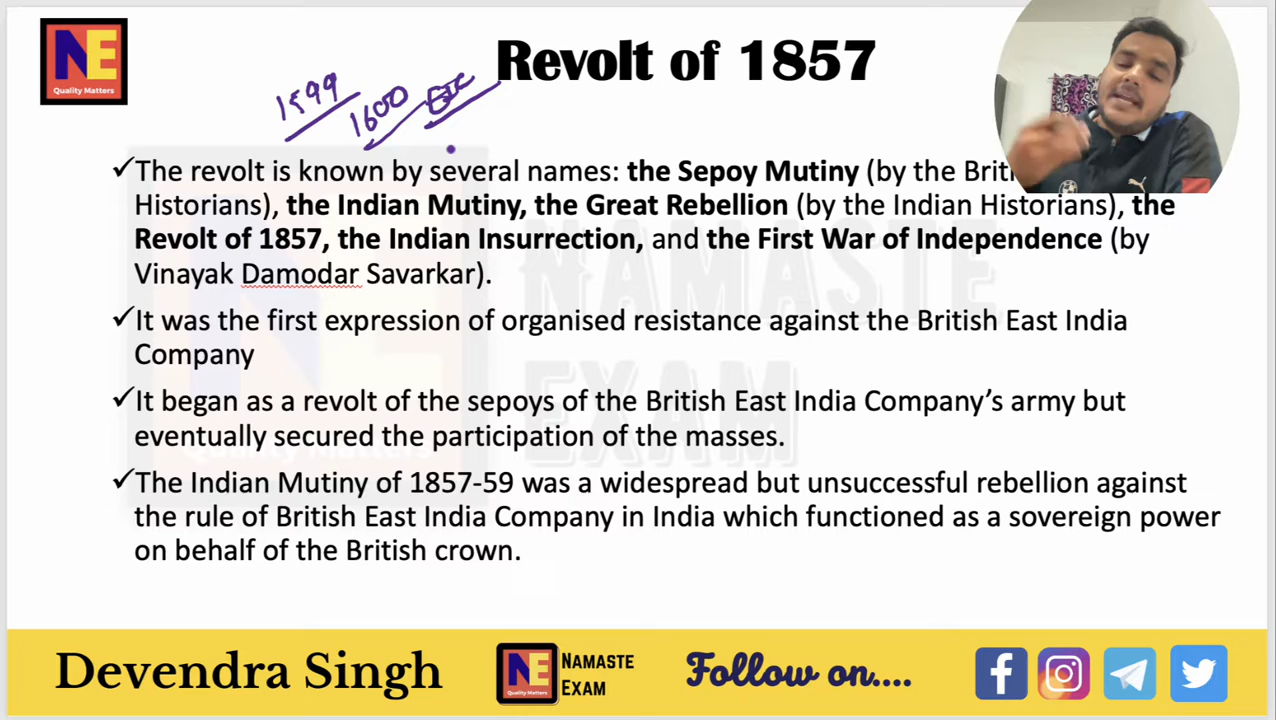 NE
Quality Matters
Revolt of 1857
1599
1600 EIC
✓The revolt is known by several names: the Sepoy Mutiny (by the Briti
Historians), the Indian Mutiny, the Great Rebellion (by the Indian Historians), the
Revolt of 1857, the Indian Insurrection, and the First War of Independence (by
Vinayak Damodar Savarkar).
✓It was the first expression of organised resistance against the British East India
Company
✓It began as a revolt of the sepoys of the British East India Company’s army but
eventually secured the participation of the masses.
✓The Indian Mutiny of 1857-59 was a widespread but unsuccessful rebellion against
the rule of British East India Company in India which functioned as a sovereign power
on behalf of the British crown.
NAMASTE
EXAM
Devendra Singh
NE
Quality Matters
NAMASTE
EXAM
Follow on....